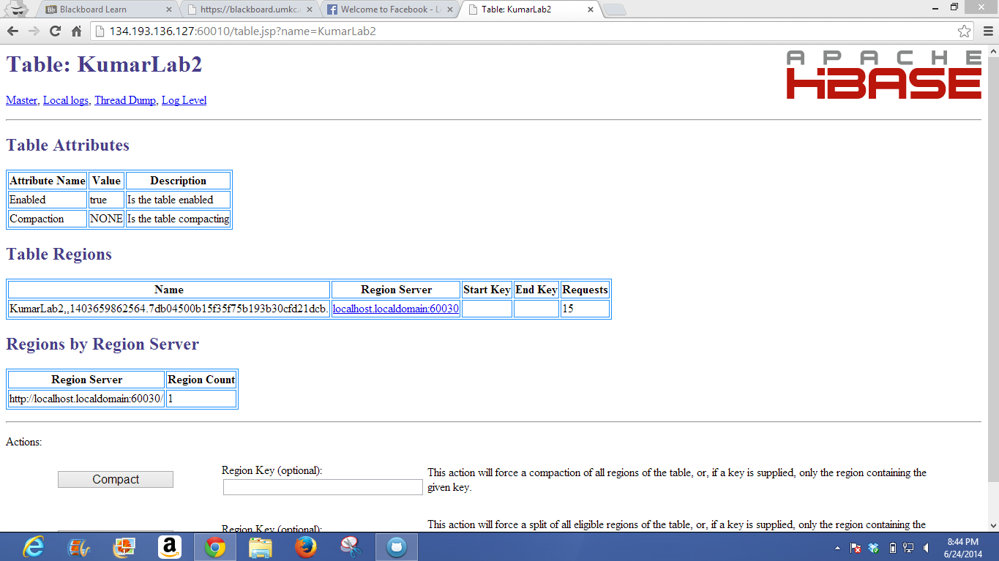 Blackboard Learn
https://blackboard.umkc.
Welcome to Facebook - L
Table: KumarLab2
134.193.136.127:60010/table.jsp?name=KumarLab2
Table: KumarLab2
APACHE
HBASE
Master, Local logs, Thread Dump, Log Level
Table Attributes
Attribute Name Value Description
Enabled true Is the table enabled
Compaction NONE Is the table compacting
Table Regions
Name Region Server Start Key End Key Requests
KumarLab2,,1403659862564.7db04500b15f35f75b193b30cfd21dcb. localhost.localdomain:60030 15
Regions by Region Server
Region Server Region Count
http://localhost.localdomain:60030/ 1
Actions:
Compact
Region Key (optional):
This action will force a compaction of all regions of the table, or, if a key is supplied, only the region containing the
given key.
Region Key (optional):
This action will force a split of all eligible regions of the table, or, if a key is supplied, only the region containing the
8:44 PM
6/24/2014